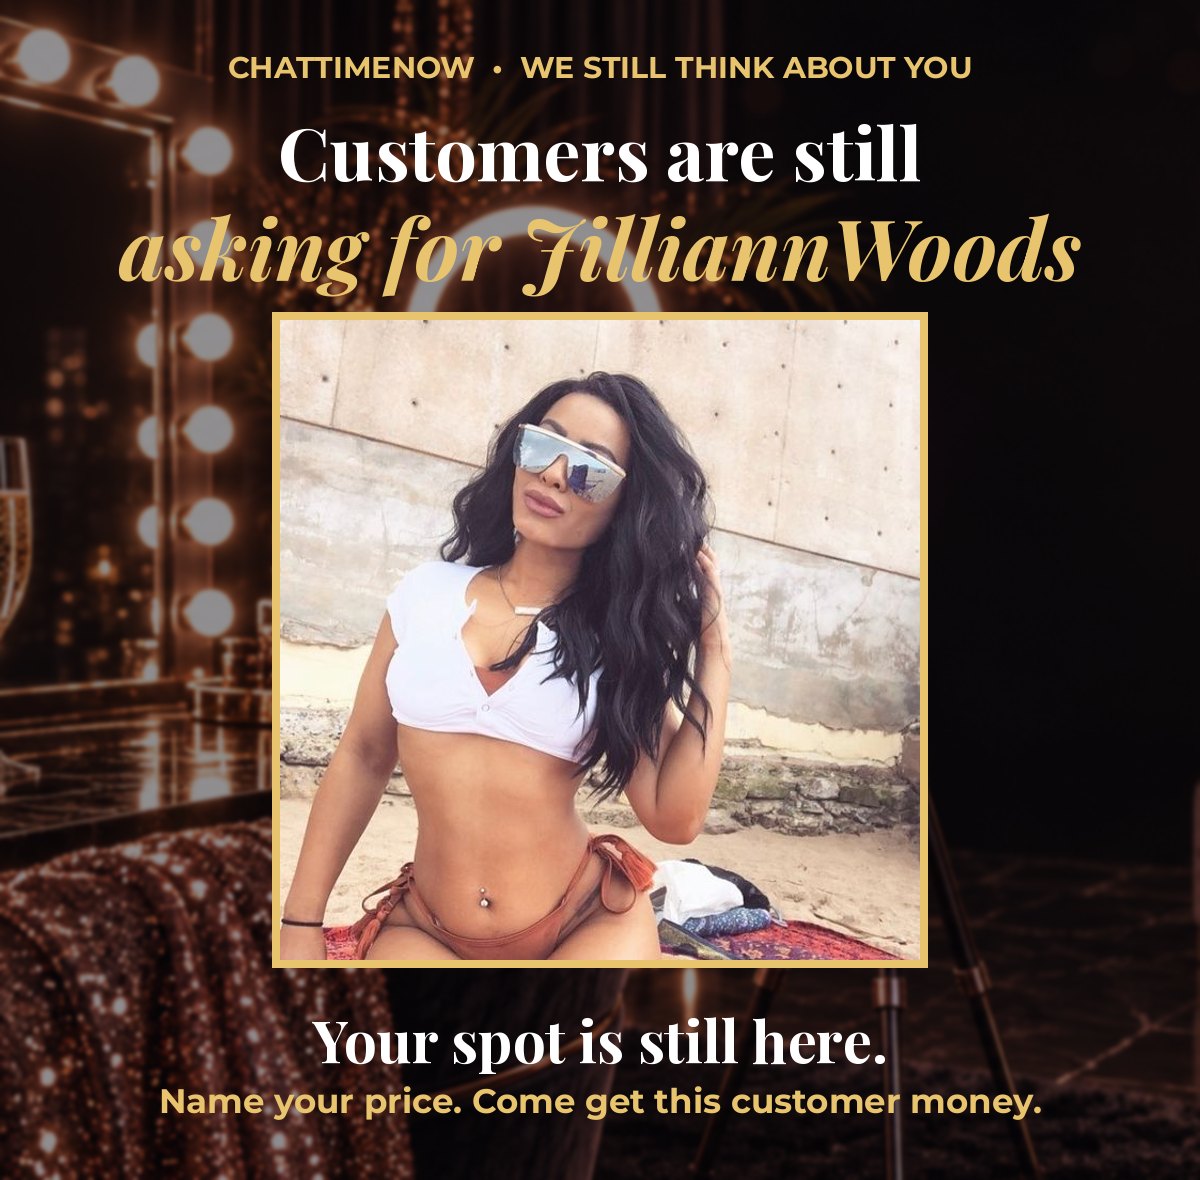 CHATTIMENOW • WE STILL THINK ABOUT YOU
Customers are still
asking for JilliannWoods
Your spot is still here.
Name your price. Come get this customer money.